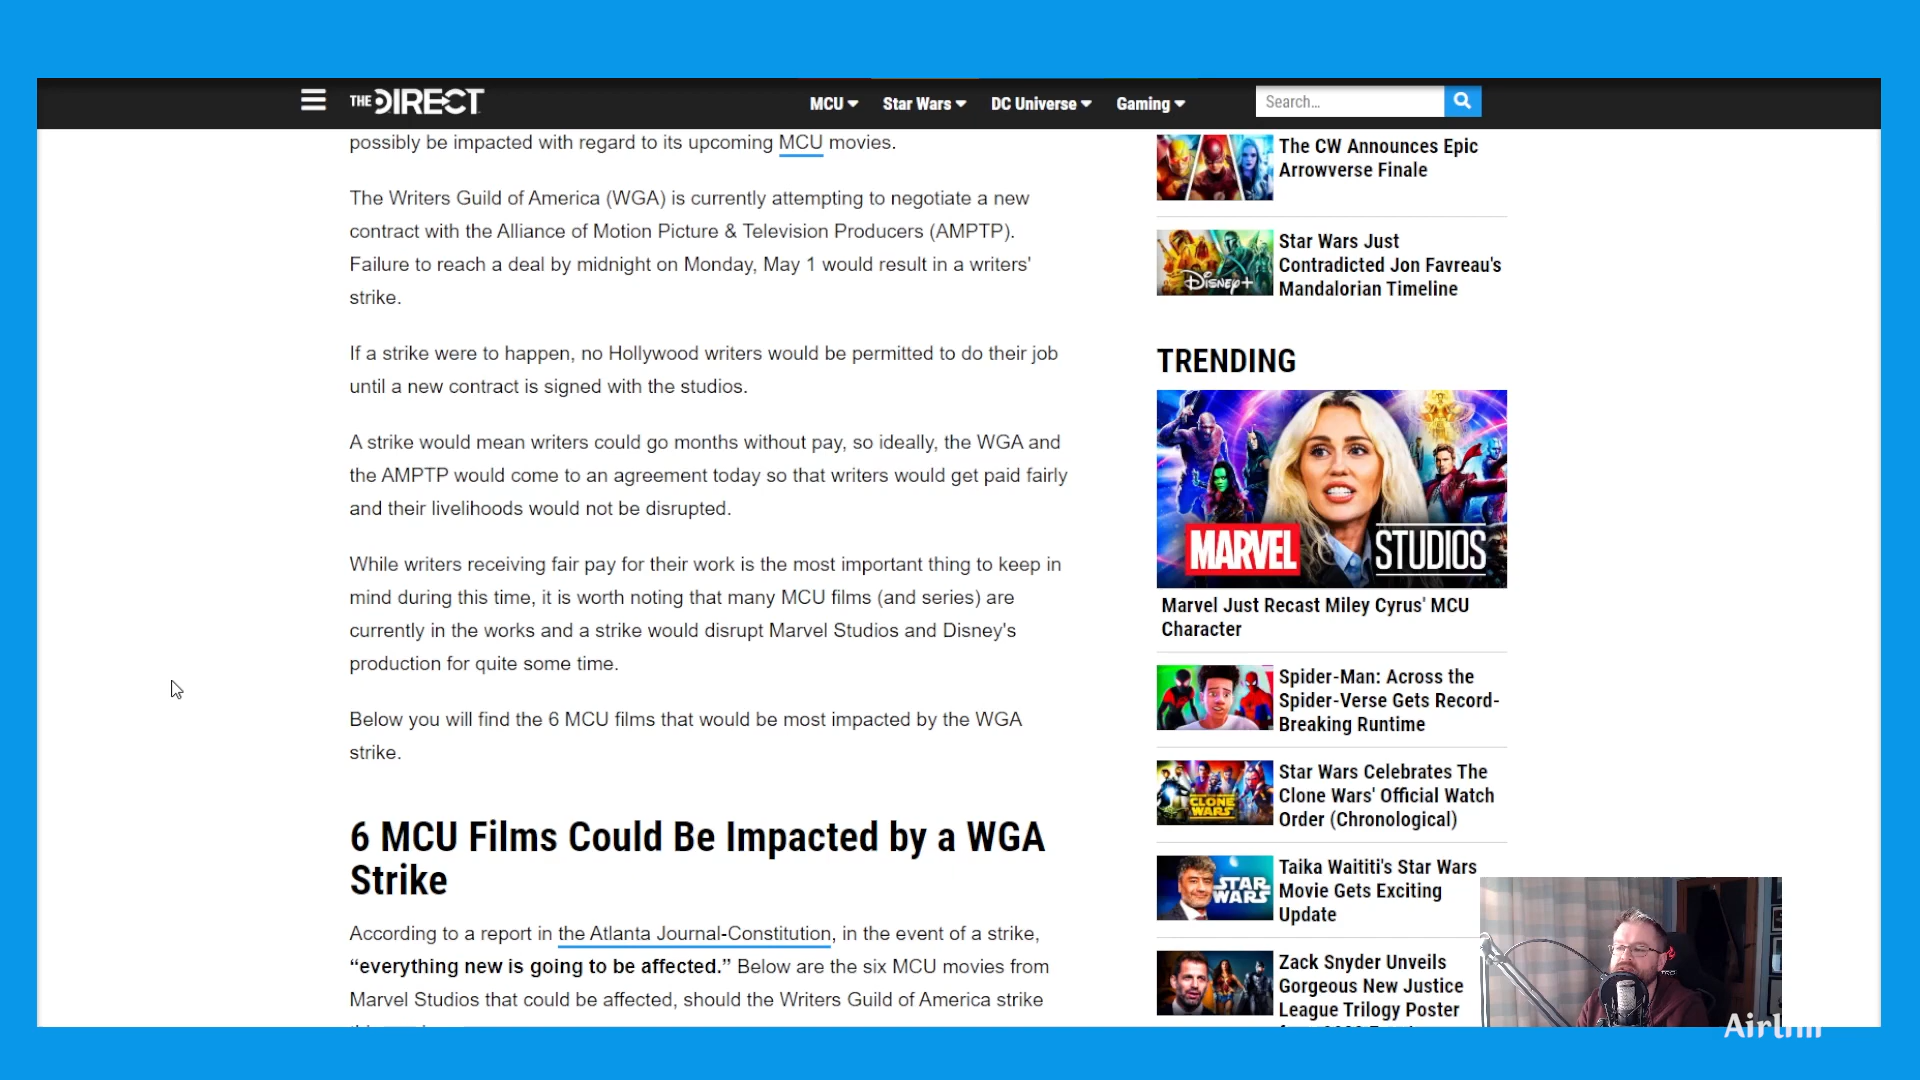 THE DIRECT
MCU
Star Wars
DC Universe
Gaming
Search...
possibly be impacted with regard to its upcoming MCU movies.
The Writers Guild of America (WGA) is currently attempting to negotiate a new
contract with the Alliance of Motion Picture & Television Producers (AMPTP).
Failure to reach a deal by midnight on Monday, May 1 would result in a writers'
strike.
If a strike were to happen, no Hollywood writers would be permitted to do their job
until a new contract is signed with the studios.
A strike would mean writers could go months without pay, so ideally, the WGA and
the AMPTP would come to an agreement today so that writers would get paid fairly
and their livelihoods would not be disrupted.
While writers receiving fair pay for their work is the most important thing to keep in
mind during this time, it is worth noting that many MCU films (and series) are
currently in the works and a strike would disrupt Marvel Studios and Disney's
production for quite some time.
Below you will find the 6 MCU films that would be most impacted by the WGA
strike.
6 MCU Films Could Be Impacted by a WGA
Strike
According to a report in the Atlanta Journal-Constitution, in the event of a strike,
“everything new is going to be affected.” Below are the six MCU movies from
Marvel Studios that could be affected, should the Writers Guild of America strike
The CW Announces Epic
Arrowverse Finale
Disney+
Star Wars Just
Contradicted Jon Favreau's
Mandalorian Timeline
TRENDING
MARVEL STUDIOS
Marvel Just Recast Miley Cyrus' MCU
Character
Spider-Man: Across the
Spider-Verse Gets Record-
Breaking Runtime
CLONE
WARS
Star Wars Celebrates The
Clone Wars' Official Watch
Order (Chronological)
STAR
WARS
Taika Waititi's Star Wars
Movie Gets Exciting
Update
Zack Snyder Unveils
Gorgeous New Justice
League Trilogy Poster